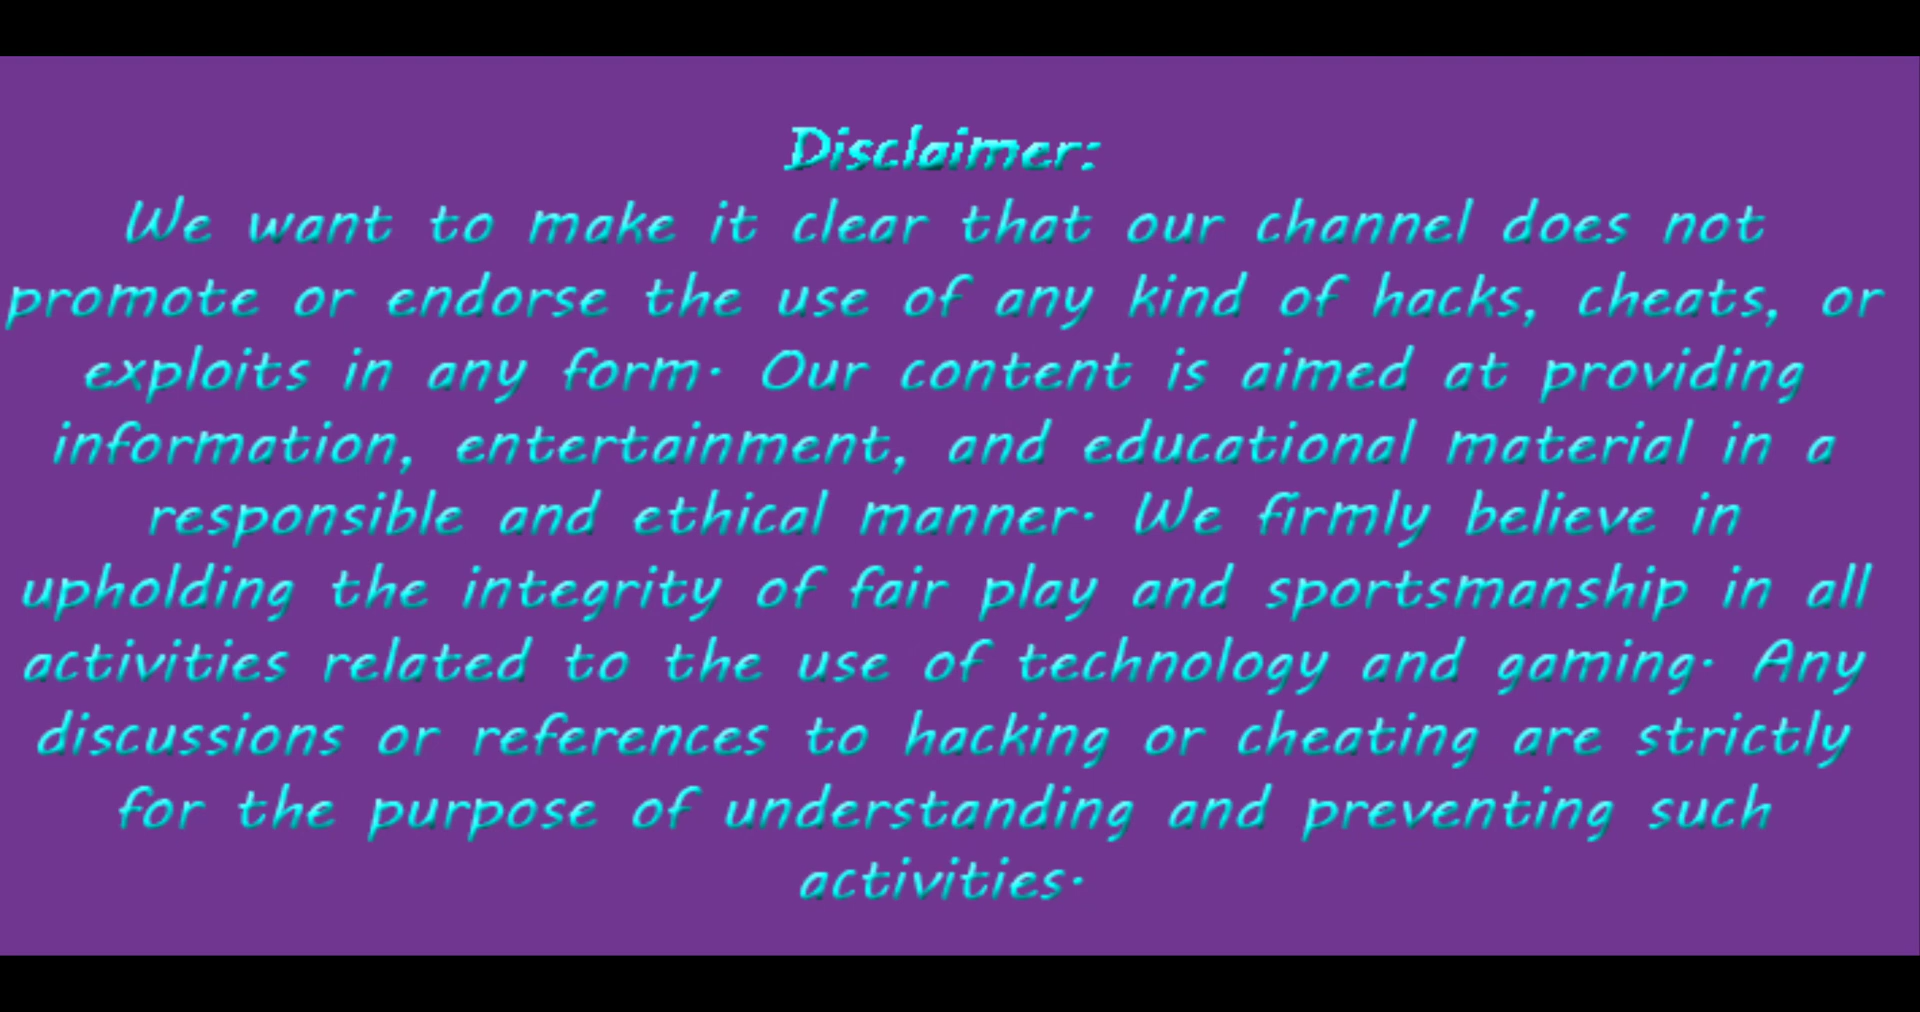 Disclaimer:
We want to make it clear that our channel does not
promote or endorse the use of any kind of hacks, cheats, or
exploits in any form. Our content is aimed at providing
information, entertainment, and educational material in a
responsible and ethical manner. We firmly believe in
upholding the integrity of fair play and sportsmanship in all
activities related to the use of technology and gaming. Any
discussions or references to hacking or cheating are strictly
for the purpose of understanding and preventing such
activities.